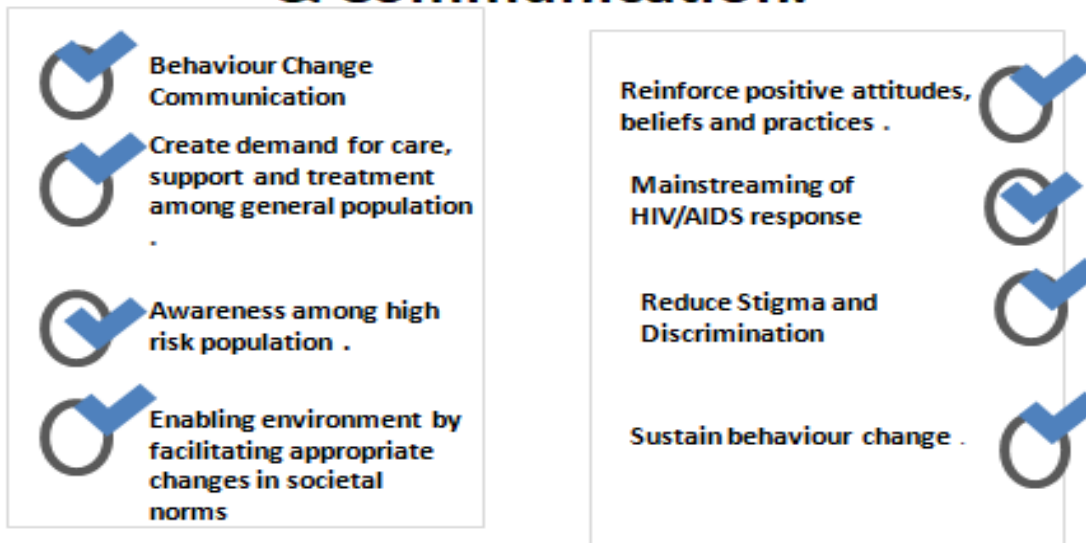 & Communication.
Behaviour Change
Communication
Create demand for care,
support and treatment
among general population
.
Awareness among high
risk population .
Enabling environment by
facilitating appropriate
changes in societal
norms
Reinforce positive attitudes,
beliefs and practices .
Mainstreaming of
HIV/AIDS response
Reduce Stigma and
Discrimination
Sustain behaviour change .